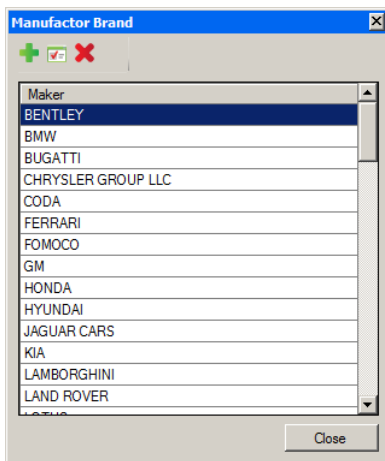 Manufactor Brand
Maker
BENTLEY
BMW
BUGATTI
CHRYSLER GROUP LLC
CODA
FERRARI
FOMOCO
GM
HONDA
HYUNDAI
JAGUAR CARS
KIA
LAMBORGHINI
LAND ROVER
Close